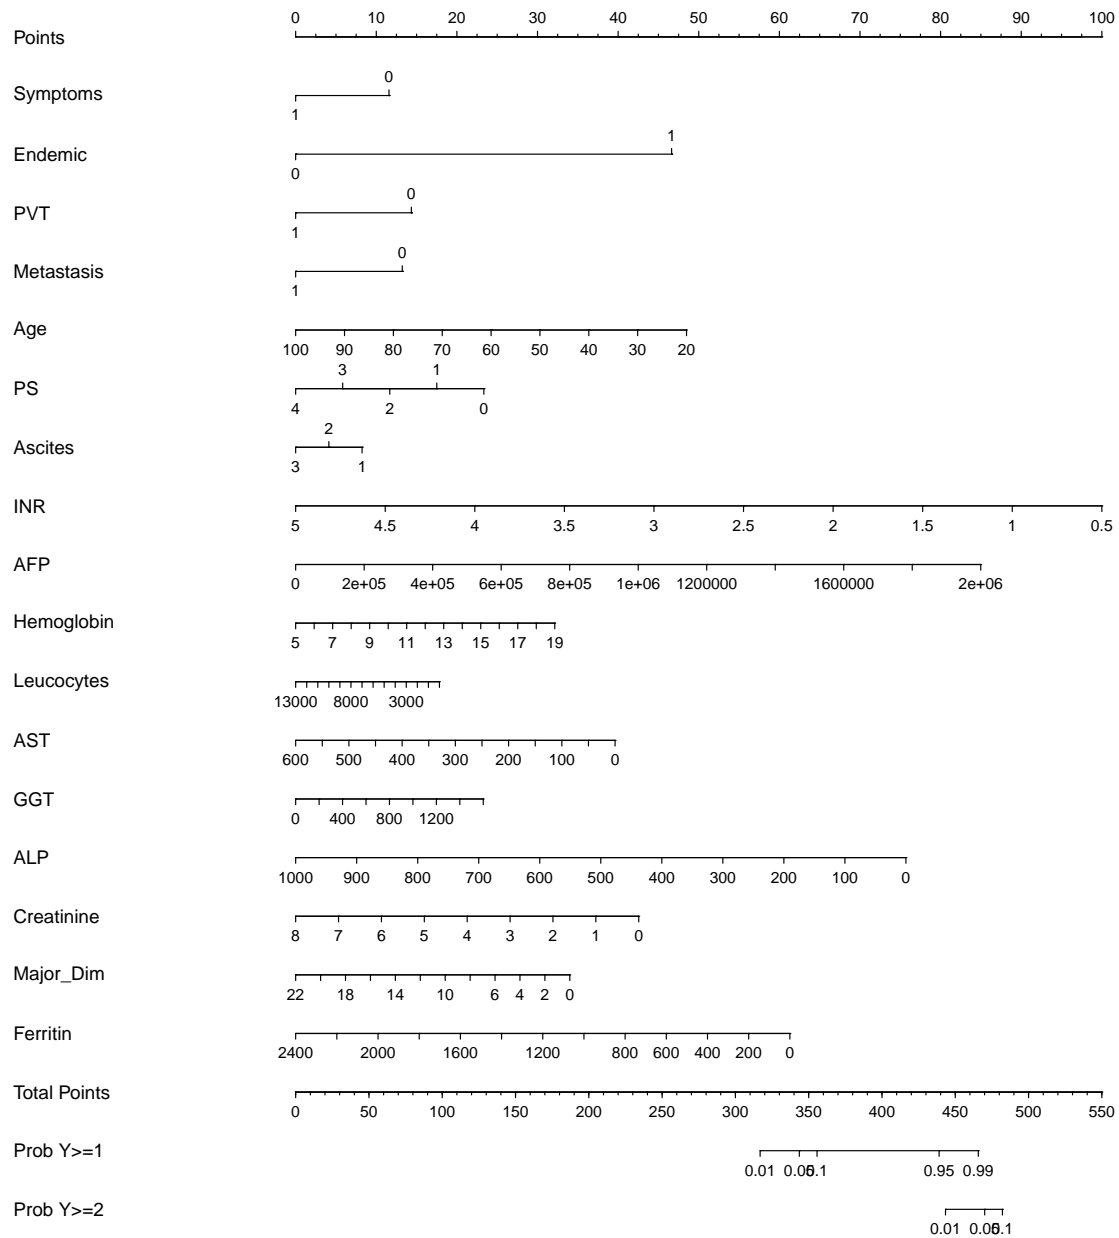 0 10 20 30 40 50 60 70 80 90 100
Points
0
Symptoms
1
1
Endemic
0
0
PVT
1
0
Metastasis
1
Age
100 90 80 70 60 50 40 30 20
3 1
PS
4 2 0
2
Ascites
3 1
INR
5 4.5 4 3.5 3 2.5 2 1.5 1 0.5
AFP
0 2e+05 4e+05 6e+05 8e+05 1e+06 1200000 1600000 2e+06
Hemoglobin
5 7 9 11 13 15 17 19
Leucocytes
13000 8000 3000
AST
600 500 400 300 200 100 0
GGT
0 400 800 1200
ALP
1000 900 800 700 600 500 400 300 200 100 0
Creatinine
8 7 6 5 4 3 2 1 0
Major_Dim
22 18 14 10 6 4 2 0
Ferritin
2400 2000 1600 1200 800 600 400 200 0
Total Points
0 50 100 150 200 250 300 350 400 450 500 550
Prob Y>=1
0.01 0.05 0.1 0.95 0.99
Prob Y>=2
0.01 0.05 0.1